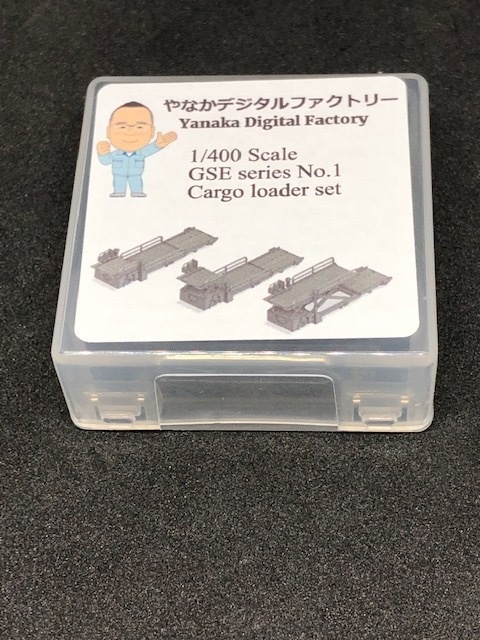 やなかデジタルファクトリー
Yanaka Digital Factory
1/400 Scale
GSE series No.1
Cargo loader set